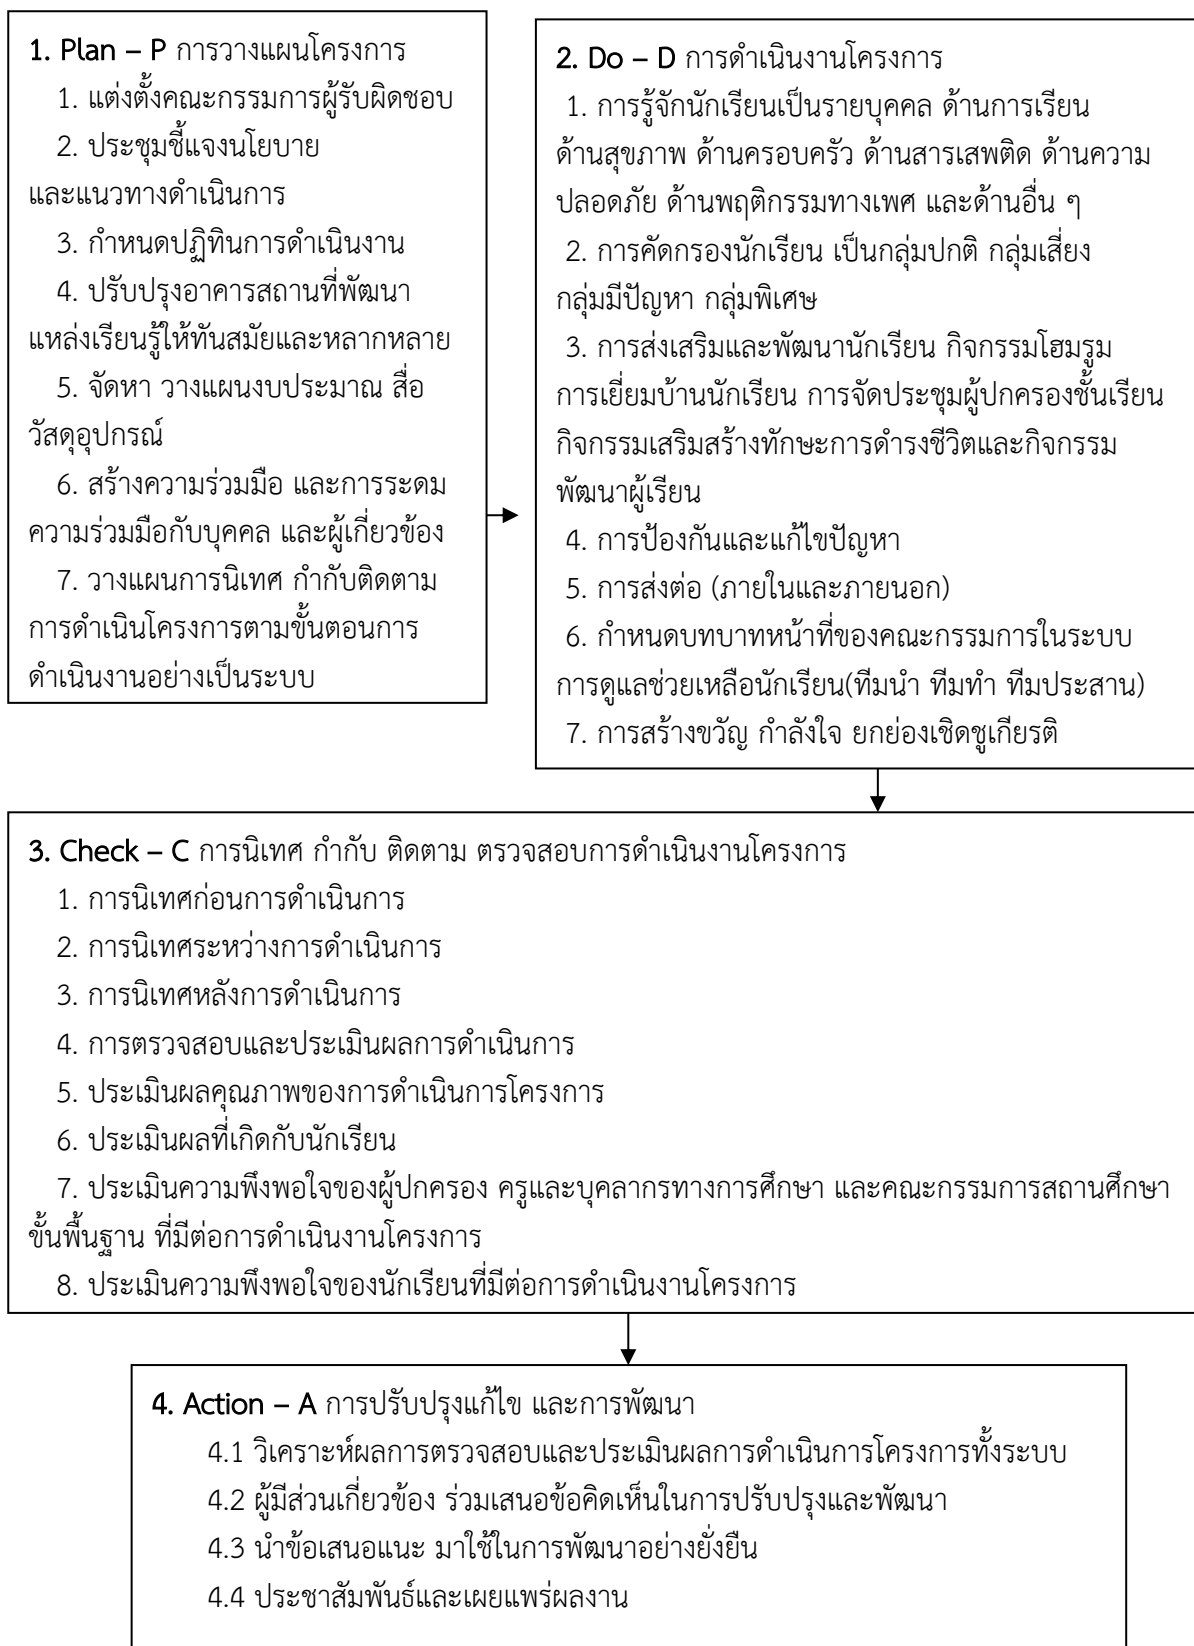 1. Plan – P การวางแผนโครงการ
1. แต่งตั้งคณะกรรมการผู้รับผิดชอบ
2. ประชุมชี้แจงนโยบาย
และแนวทางดำเนินการ
3. กำหนดปฏิทินการดำเนินงาน
4. ปรับปรุงอาคารสถานที่พัฒนา
แหล่งเรียนรู้ให้ทันสมัยและหลากหลาย
5. จัดหา วางแผนงบประมาณ สื่อ
วัสดุอุปกรณ์
6. สร้างความร่วมมือ และการระดม
ความร่วมมือกับบุคคล และผู้เกี่ยวข้อง
7. วางแผนการนิเทศ กำกับติดตาม
การดำเนินโครงการตามขั้นตอนการ
ดำเนินงานอย่างเป็นระบบ
2. Do – D การดำเนินงานโครงการ
1. การรู้จักนักเรียนเป็นรายบุคคล ด้านการเรียน
ด้านสุขภาพ ด้านครอบครัว ด้านสารเสพติด ด้านความ
ปลอดภัย ด้านพฤติกรรมทางเพศ และด้านอื่น ๆ
2. การคัดกรองนักเรียน เป็นกลุ่มปกติ กลุ่มเสี่ยง
กลุ่มมีปัญหา กลุ่มพิเศษ
3. การส่งเสริมและพัฒนานักเรียน กิจกรรมโฮมรูม
การเยี่ยมบ้านนักเรียน การจัดประชุมผู้ปกครองชั้นเรียน
กิจกรรมเสริมสร้างทักษะการดำรงชีวิตและกิจกรรม
พัฒนาผู้เรียน
4. การป้องกันและแก้ไขปัญหา
5. การส่งต่อ (ภายในและภายนอก)
6. กำหนดบทบาทหน้าที่ของคณะกรรมการในระบบ
การดูแลช่วยเหลือนักเรียน(ทีมนำ ทีมทำ ทีมประสาน)
7. การสร้างขวัญ กำลังใจ ยกย่องเชิดชูเกียรติ
3. Check – C การนิเทศ กำกับ ติดตาม ตรวจสอบการดำเนินงานโครงการ
1. การนิเทศก่อนการดำเนินการ
2. การนิเทศระหว่างการดำเนินการ
3. การนิเทศหลังการดำเนินการ
4. การตรวจสอบและประเมินผลการดำเนินการ
5. ประเมินผลคุณภาพของการดำเนินการโครงการ
6. ประเมินผลที่เกิดกับนักเรียน
7. ประเมินความพึงพอใจของผู้ปกครอง ครูและบุคลากรทางการศึกษา และคณะกรรมการสถานศึกษา
ขั้นพื้นฐาน ที่มีต่อการดำเนินงานโครงการ
8. ประเมินความพึงพอใจของนักเรียนที่มีต่อการดำเนินงานโครงการ
4. Action – A การปรับปรุงแก้ไข และการพัฒนา
4.1 วิเคราะห์ผลการตรวจสอบและประเมินผลการดำเนินการโครงการทั้งระบบ
4.2 ผู้มีส่วนเกี่ยวข้อง ร่วมเสนอข้อคิดเห็นในการปรับปรุงและพัฒนา
4.3 นำข้อเสนอแนะ มาใช้ในการพัฒนาอย่างยั่งยืน
4.4 ประชาสัมพันธ์และเผยแพร่ผลงาน